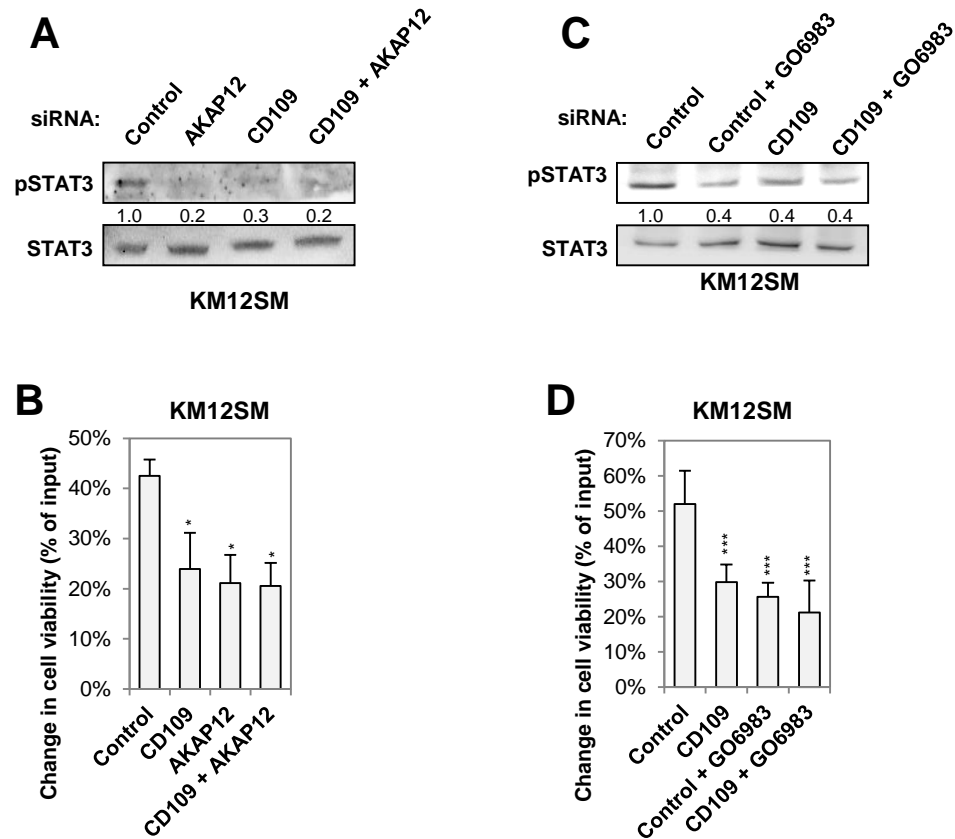 A
siRNA:
Control
AKAP12
CD109
CD109 + AKAP12
pSTAT3
1.0 0.2 0.3 0.2
STAT3
KM12SM
C
siRNA:
Control
Control + GO6983
CD109
CD109 + GO6983
pSTAT3
1.0 0.4 0.4 0.4
STAT3
KM12SM
B
KM12SM
Change in cell viability (% of input)
50%
40%
30%
20%
10%
0%
* * *
Control
CD109
AKAP12
CD109 + AKAP12
D
KM12SM
Change in cell viability (% of input)
70%
60%
50%
40%
30%
20%
10%
0%
*** *** ***
Control
CD109
Control + GO6983
CD109 + GO6983